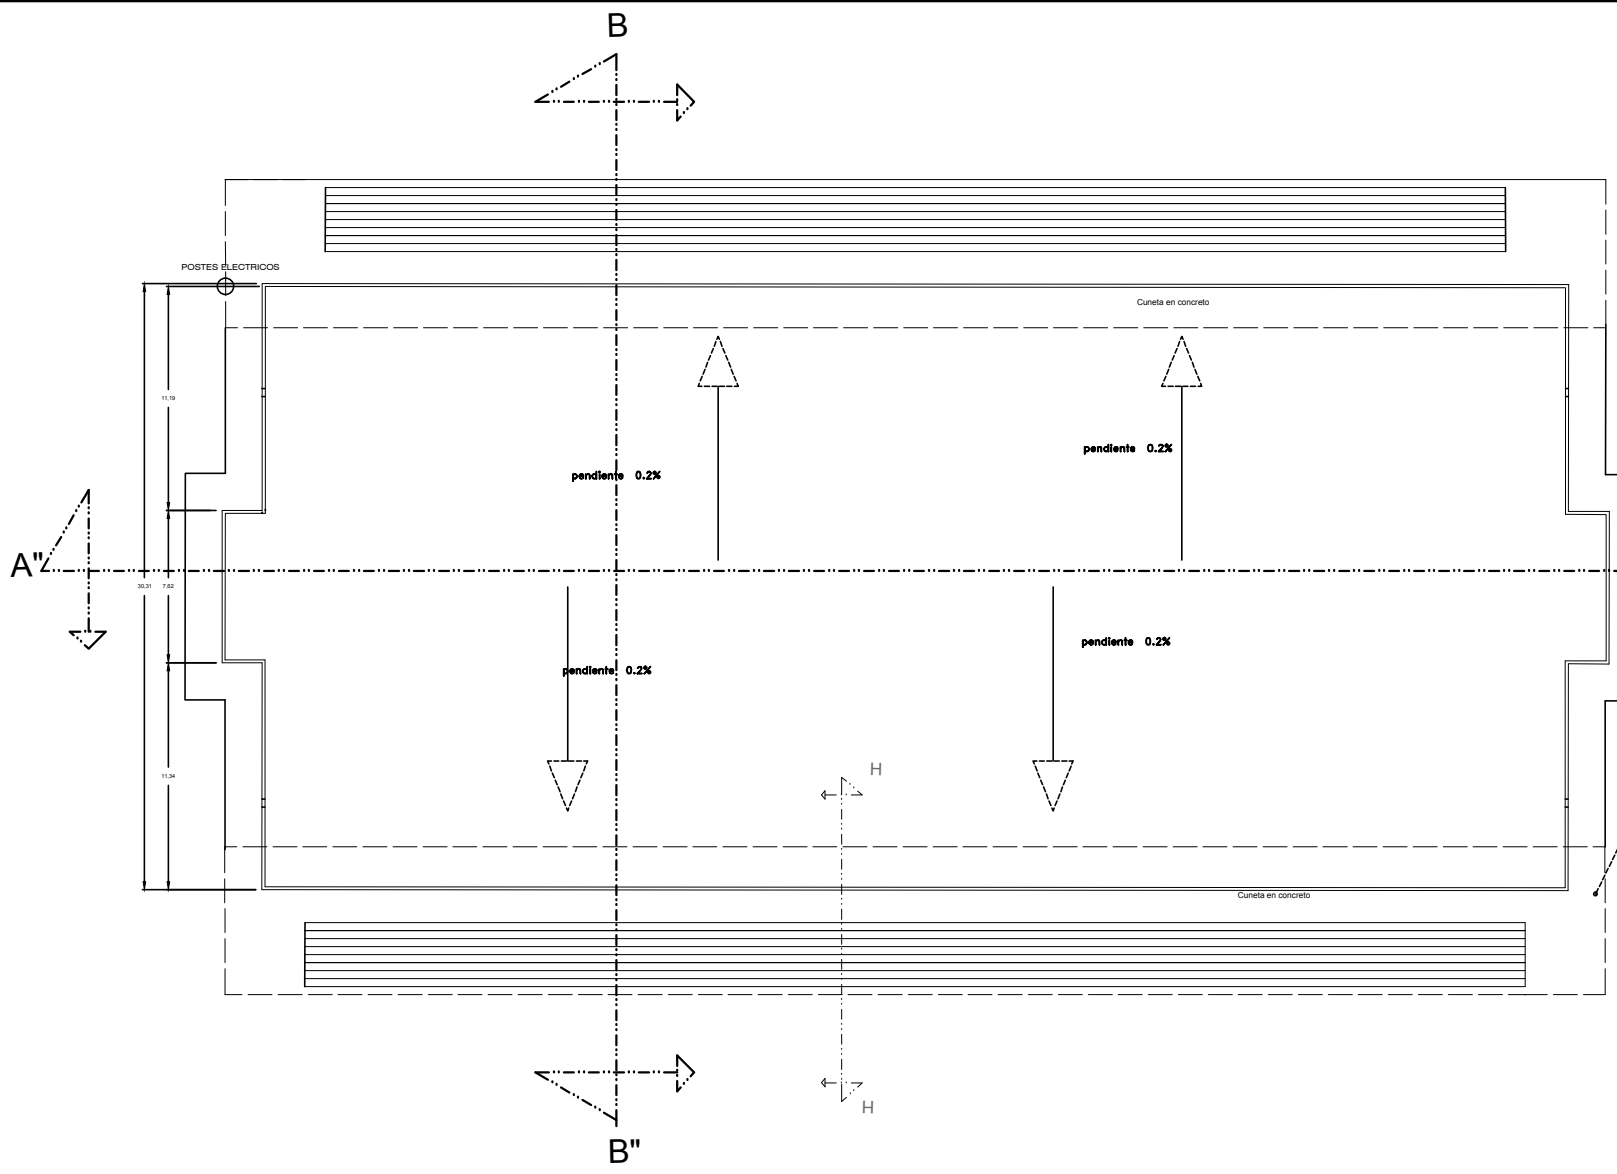 B
POSTES ELECTRICOS
Cuneta en concreto
11,19
pendiente 0.2%
pendiente 0.2%
A"
30,31
7,62
pendiente 0.2%
pendiente 0.2%
H
11,34
Cuneta en concreto
H
B"